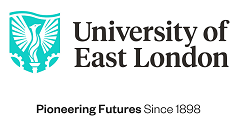 University of
East London
Pioneering Futures Since 1898